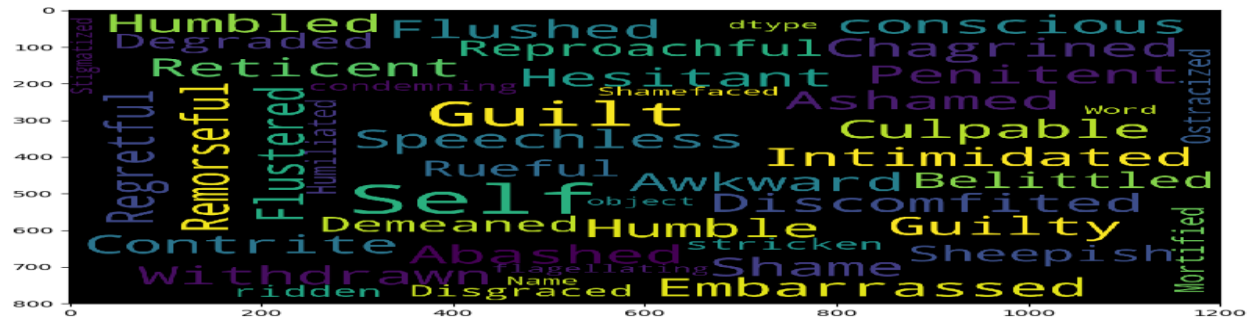 0
Humbled Flushed dtype conscious
Stigmatized Degraded Reproachful Chagrined
100
Reticent Hesitant Penitent Ostracized
200
condemning Shamefaced Ashamed
Regretful Remorseful Flustered Humiliated Guilt Word
300
Speechless Culpable
400
Rueful Intimidated
500
Self Awkward Belittled
object Discomfited
600
Demeaned Humble Guilty Mortified
Contrite Abashed stricken Sheepish
700
Withdrawn flagellating Shame
Name
ridden Disgraced Embarrassed
800
0 200 400 600 800 1000 1200